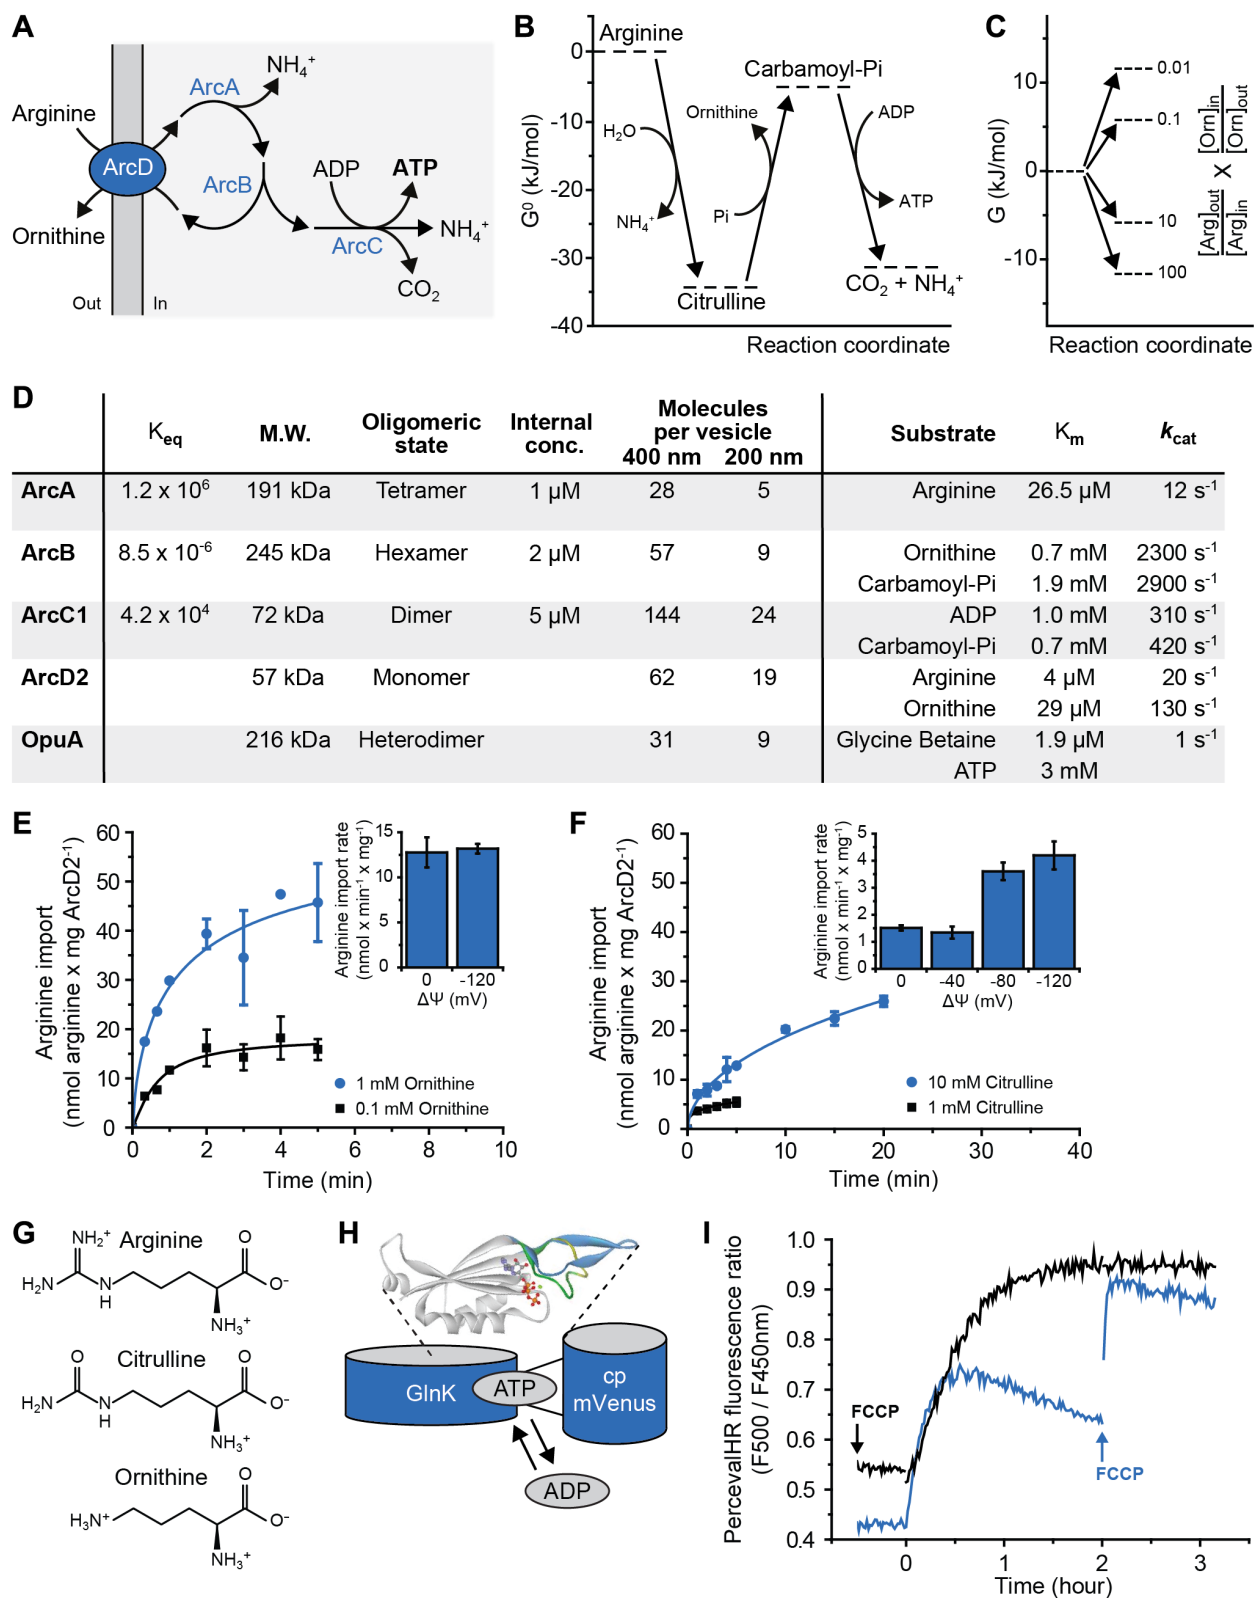 A
Arginine
ArcD
Ornithine
Out
In
ArcA
NH4+
ArcB
ADP
ATP
ArcC
NH4+
CO2
B
G0 (kJ/mol)
0
-10
-20
-30
-40
Arginine
H2O
NH4+
Citrulline
Ornithine
Pi
Carbamoyl-Pi
ADP
ATP
CO2 + NH4+
Reaction coordinate
C
G (kJ/mol)
10
0
-10
0.01
0.1
10
100
[Arg]out
[Arg]in
X
[Orn]in
[Orn]out
Reaction coordinate
D
Keq M.W. Oligomeric state Internal conc. Molecules per vesicle 400 nm 200 nm Substrate Km kcat
ArcA 1.2 x 10^6 191 kDa Tetramer 1 µM 28 5 Arginine 26.5 µM 12 s-1
ArcB 8.5 x 10^-6 245 kDa Hexamer 2 µM 57 9 Ornithine 0.7 mM 2300 s-1
Carbamoyl-Pi 1.9 mM 2900 s-1
ArcC1 4.2 x 10^4 72 kDa Dimer 5 µM 144 24 ADP 1.0 mM 310 s-1
Carbamoyl-Pi 0.7 mM 420 s-1
ArcD2 57 kDa Monomer 62 19 Arginine 4 µM 20 s-1
Ornithine 29 µM 130 s-1
OpuA 216 kDa Heterodimer 31 9 Glycine Betaine 1.9 µM 1 s-1
ATP 3 mM
E
Arginine import
(nmol arginine x mg ArcD2-1)
60
50
40
30
20
10
0
0 2 4 6 8 10
Time (min)
1 mM Ornithine
0.1 mM Ornithine
Arginine import rate
(nmol x min-1 x mg-1)
15
10
5
0
0 -120
ΔΨ (mV)
F
Arginine import
(nmol arginine x mg ArcD2-1)
60
50
40
30
20
10
0
0 10 20 30 40
Time (min)
10 mM Citrulline
1 mM Citrulline
Arginine import rate
(nmol x min-1 x mg-1)
5
4
3
2
1
0
0 -40 -80 -120
ΔΨ (mV)
G
Arginine
NH2+
H2N
N
H
O
O-
NH3+
Citrulline
O
H2N
N
H
O
O-
NH3+
Ornithine
H3N+
O
O-
NH3+
H
GlnK
ATP
cp
mVenus
ADP
I
PercevalHR fluorescence ratio
(F500 / F450nm)
1.0
0.9
0.8
0.7
0.6
0.5
0.4
FCCP
FCCP
0 1 2 3
Time (hour)